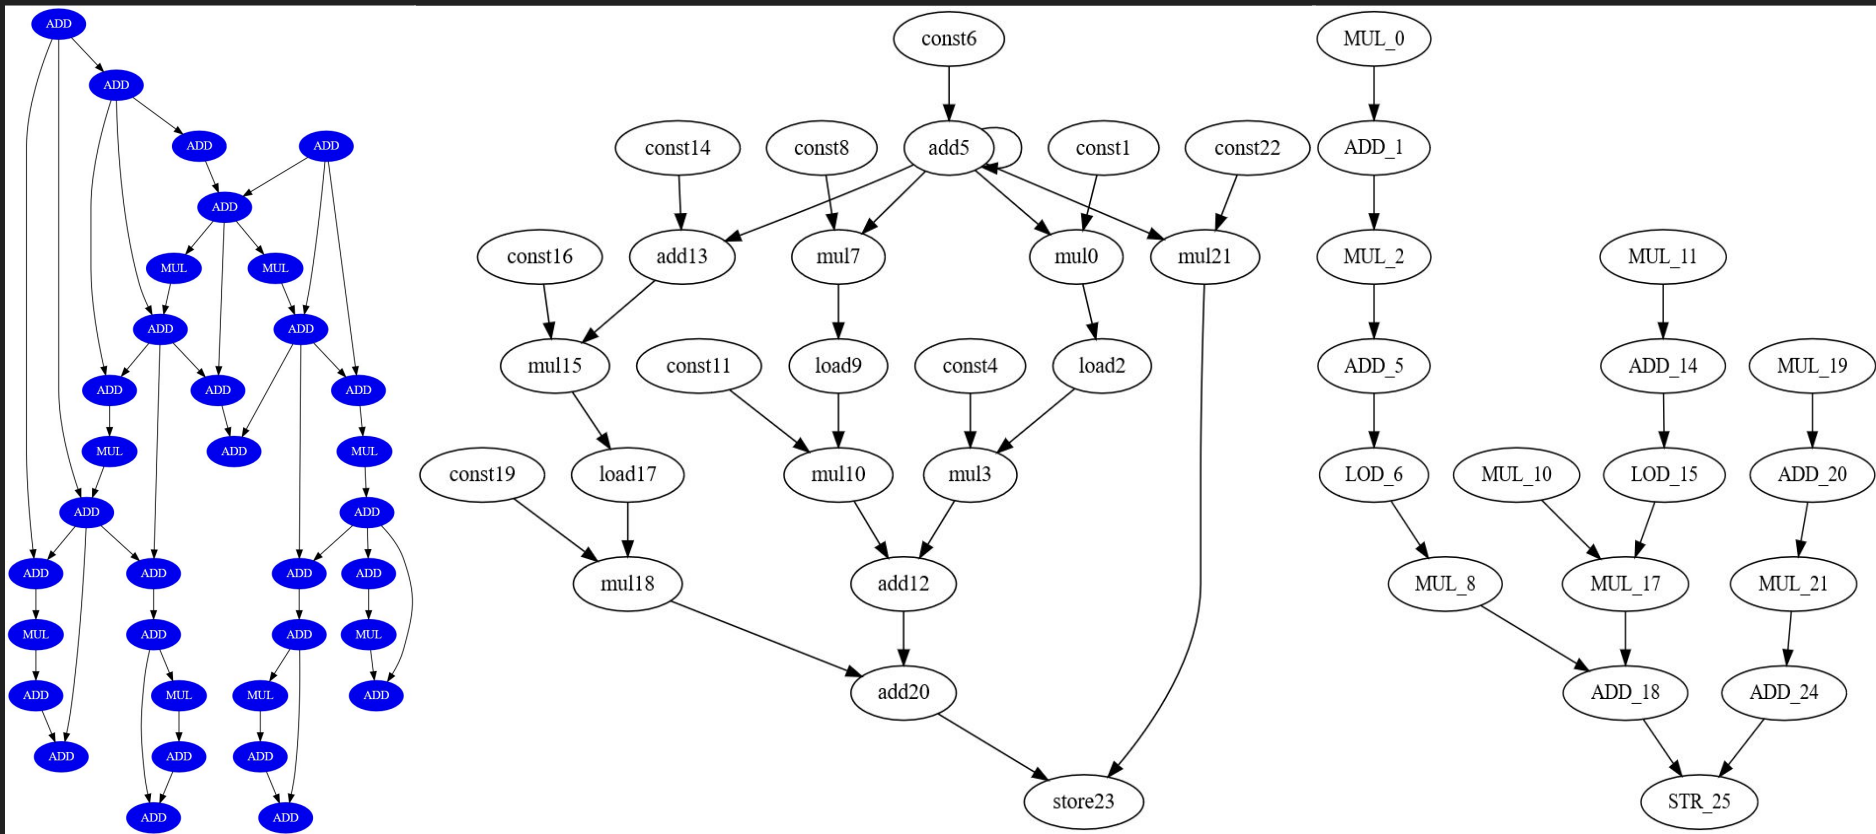 ADD
ADD
ADD
ADD
ADD
MUL
MUL
ADD
ADD
ADD
ADD
ADD
MUL
ADD
MUL
ADD
ADD
ADD
ADD
ADD
ADD
MUL
ADD
ADD
MUL
ADD
MUL
MUL
ADD
ADD
ADD
ADD
ADD
ADD
const6
const14
const8
add5
const1
const22
const16
add13
mul7
mul0
mul21
mul15
const11
load9
const4
load2
const19
load17
mul10
mul3
mul18
add12
add20
store23
MUL_0
ADD_1
MUL_2
MUL_11
ADD_5
ADD_14
MUL_19
LOD_6
MUL_10
LOD_15
ADD_20
MUL_8
MUL_17
MUL_21
ADD_18
ADD_24
STR_25